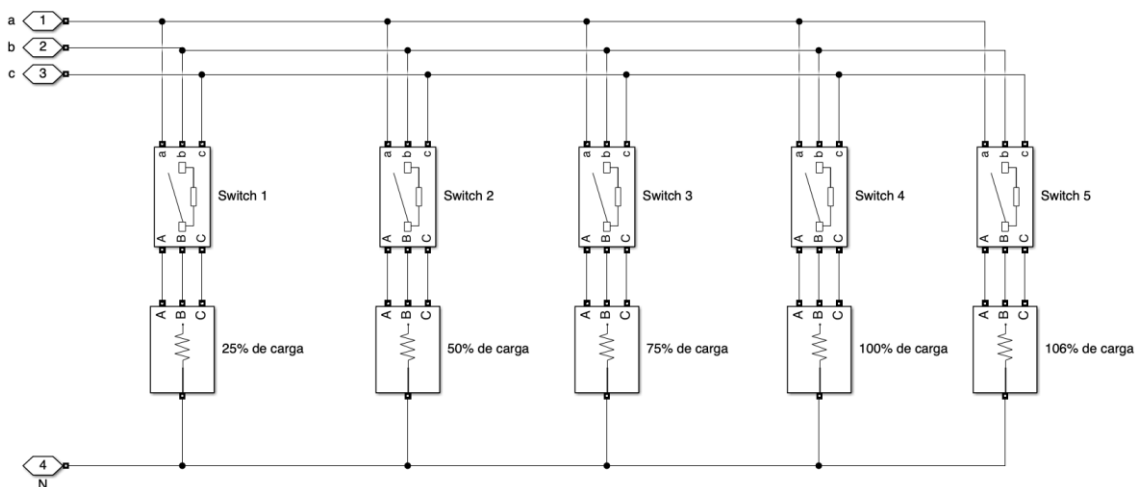 a 1
b 2
c 3
a b c
a b c
a b c
a b c
a b c
Switch 1
Switch 2
Switch 3
Switch 4
Switch 5
A B C
A B C
A B C
A B C
A B C
A B C
A B C
A B C
A B C
A B C
25% de carga
50% de carga
75% de carga
100% de carga
106% de carga
4
N